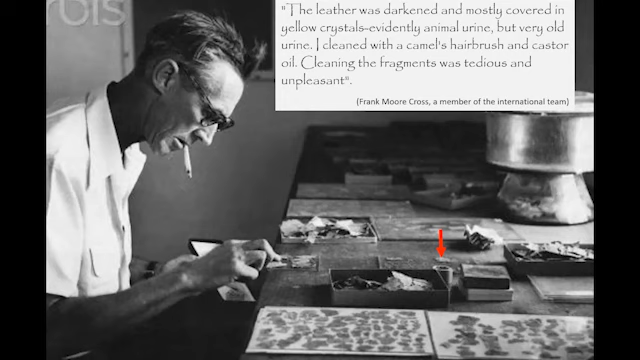 rbis
"The leather was darkened and mostly covered in
yellow crystals-evidently animal urine, but very old
urine. I cleaned with a camel's hairbrush and castor
oil. Cleaning the fragments was tedious and
unpleasant".
(Frank Moore Cross, a member of the international team)